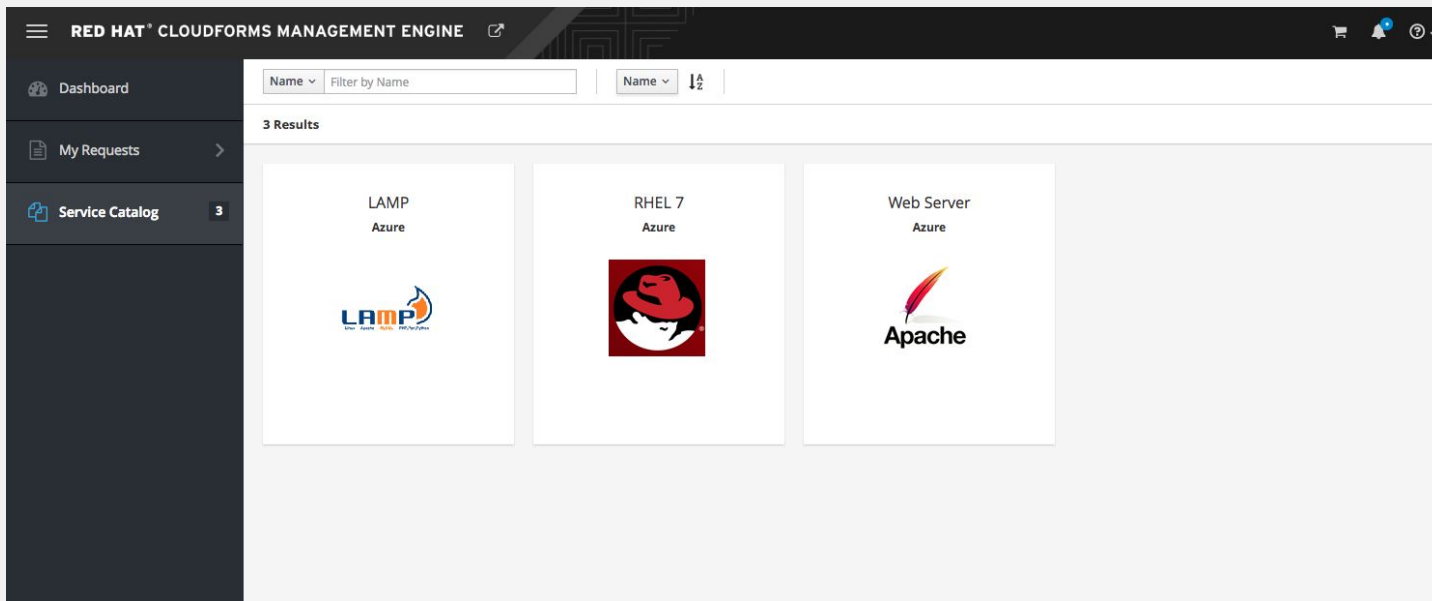 RED HAT® CLOUDFORMS MANAGEMENT ENGINE
Dashboard
My Requests
Service Catalog 3
Name Filter by Name Name
3 Results
LAMP
Azure
LAMP
RHEL 7
Azure
Web Server
Azure
Apache